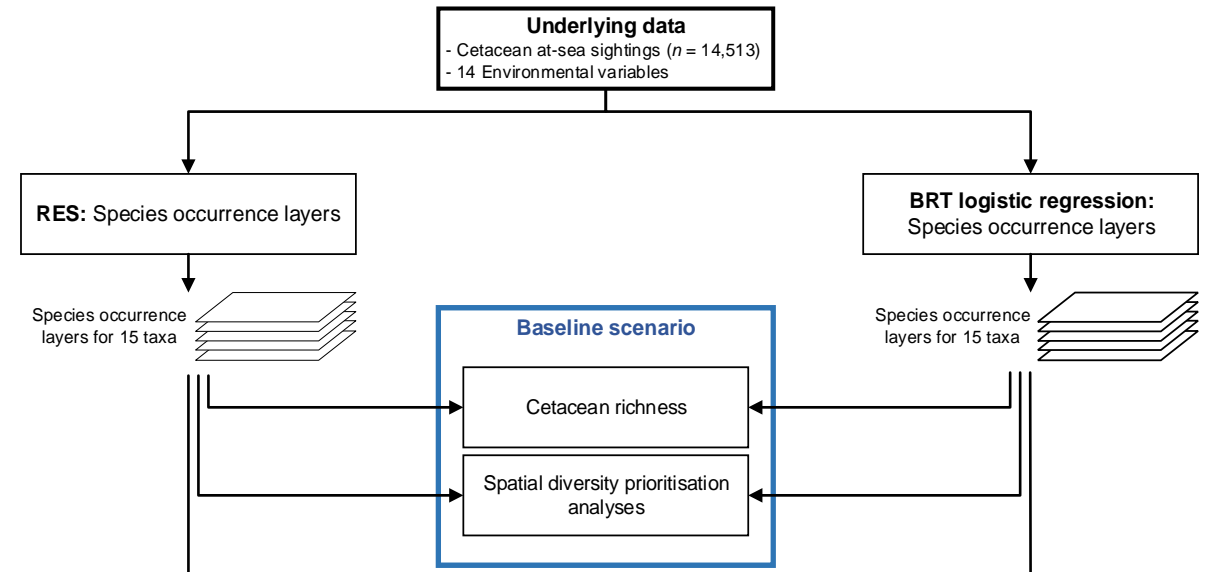 Underlying data
- Cetacean at-sea sightings (n = 14,513)
- 14 Environmental variables
RES: Species occurrence layers
BRT logistic regression:
Species occurrence layers
Species occurrence
layers for 15 taxa
Baseline scenario
Species occurrence
layers for 15 taxa
Cetacean richness
Spatial diversity prioritisation
analyses